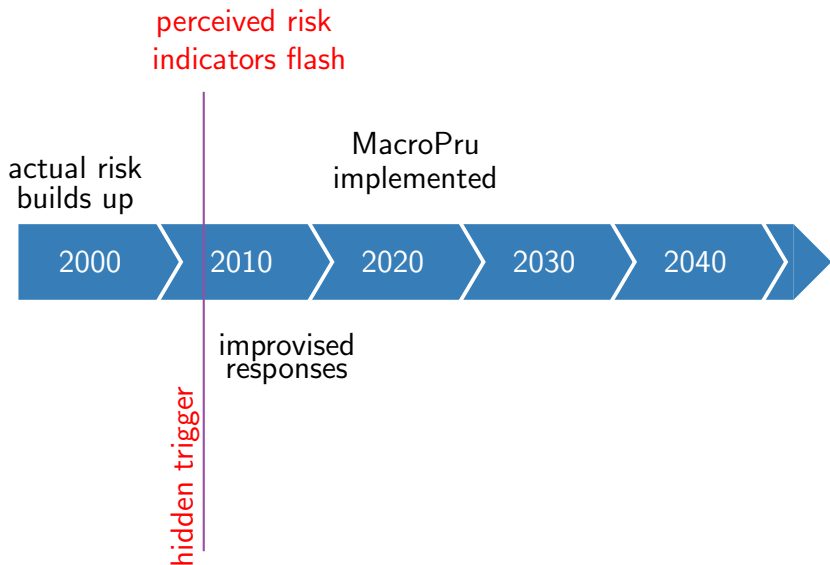 perceived risk
indicators flash
MacroPru
implemented
actual risk
builds up
2000
2010
2020
2030
2040
improvised
responses
hidden trigger